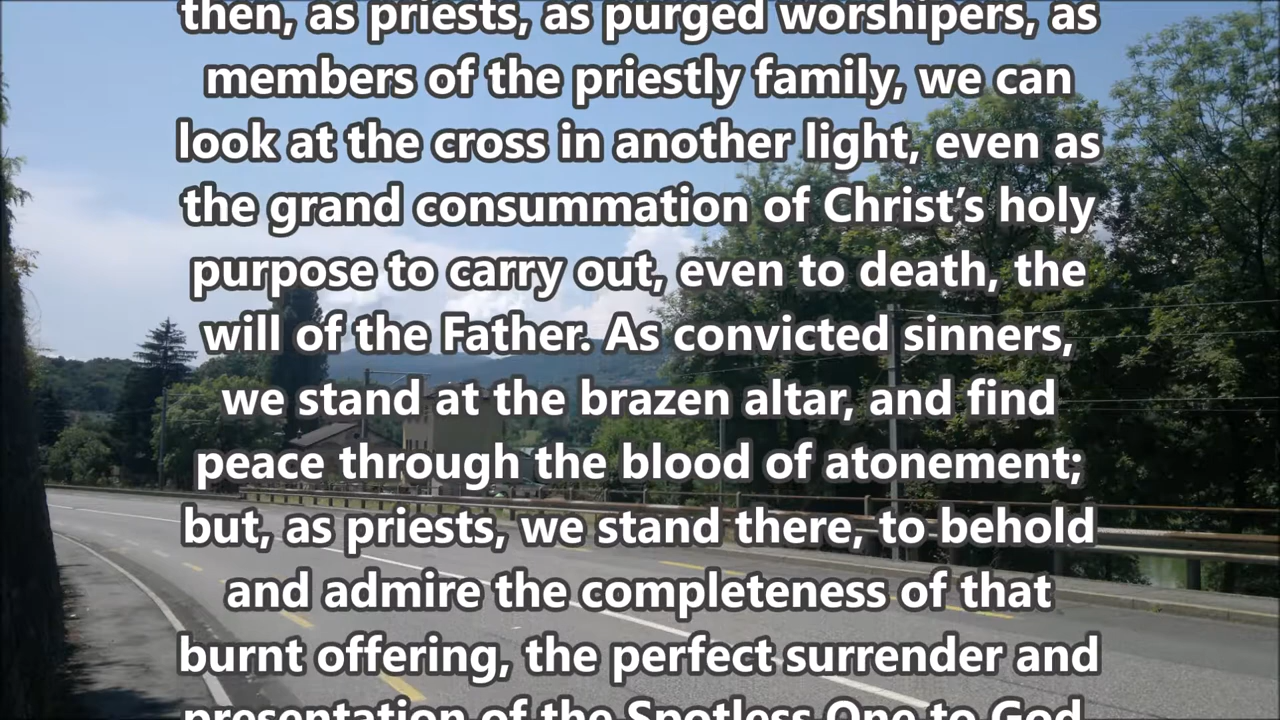 then, as priests, as purged worshipers, as
members of the priestly family, we can
look at the cross in another light, even as
the grand consummation of Christ’s holy
purpose to carry out, even to death, the
will of the Father. As convicted sinners,
we stand at the brazen altar, and find
peace through the blood of atonement;
but, as priests, we stand there, to behold
and admire the completeness of that
burnt offering, the perfect surrender and
presentation of the Spotless One to God.